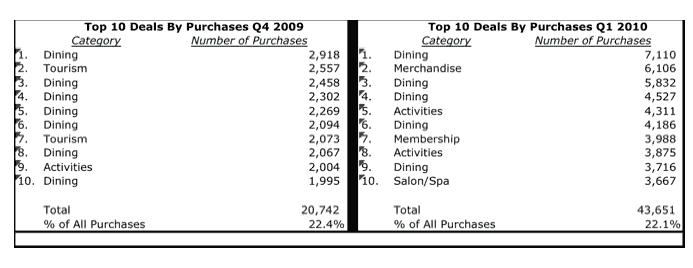 Top 10 Deals By Purchases Q4 2009
Category Number of Purchases
1. Dining 2,918
2. Tourism 2,557
3. Dining 2,458
4. Dining 2,302
5. Dining 2,269
6. Dining 2,094
7. Tourism 2,073
8. Dining 2,067
9. Activities 2,004
10. Dining 1,995
Total 20,742
% of All Purchases 22.4%
Top 10 Deals By Purchases Q1 2010
Category Number of Purchases
1. Dining 7,110
2. Merchandise 6,106
3. Dining 5,832
4. Dining 4,527
5. Activities 4,311
6. Dining 4,186
7. Membership 3,988
8. Activities 3,875
9. Dining 3,716
10. Salon/Spa 3,667
Total 43,651
% of All Purchases 22.1%